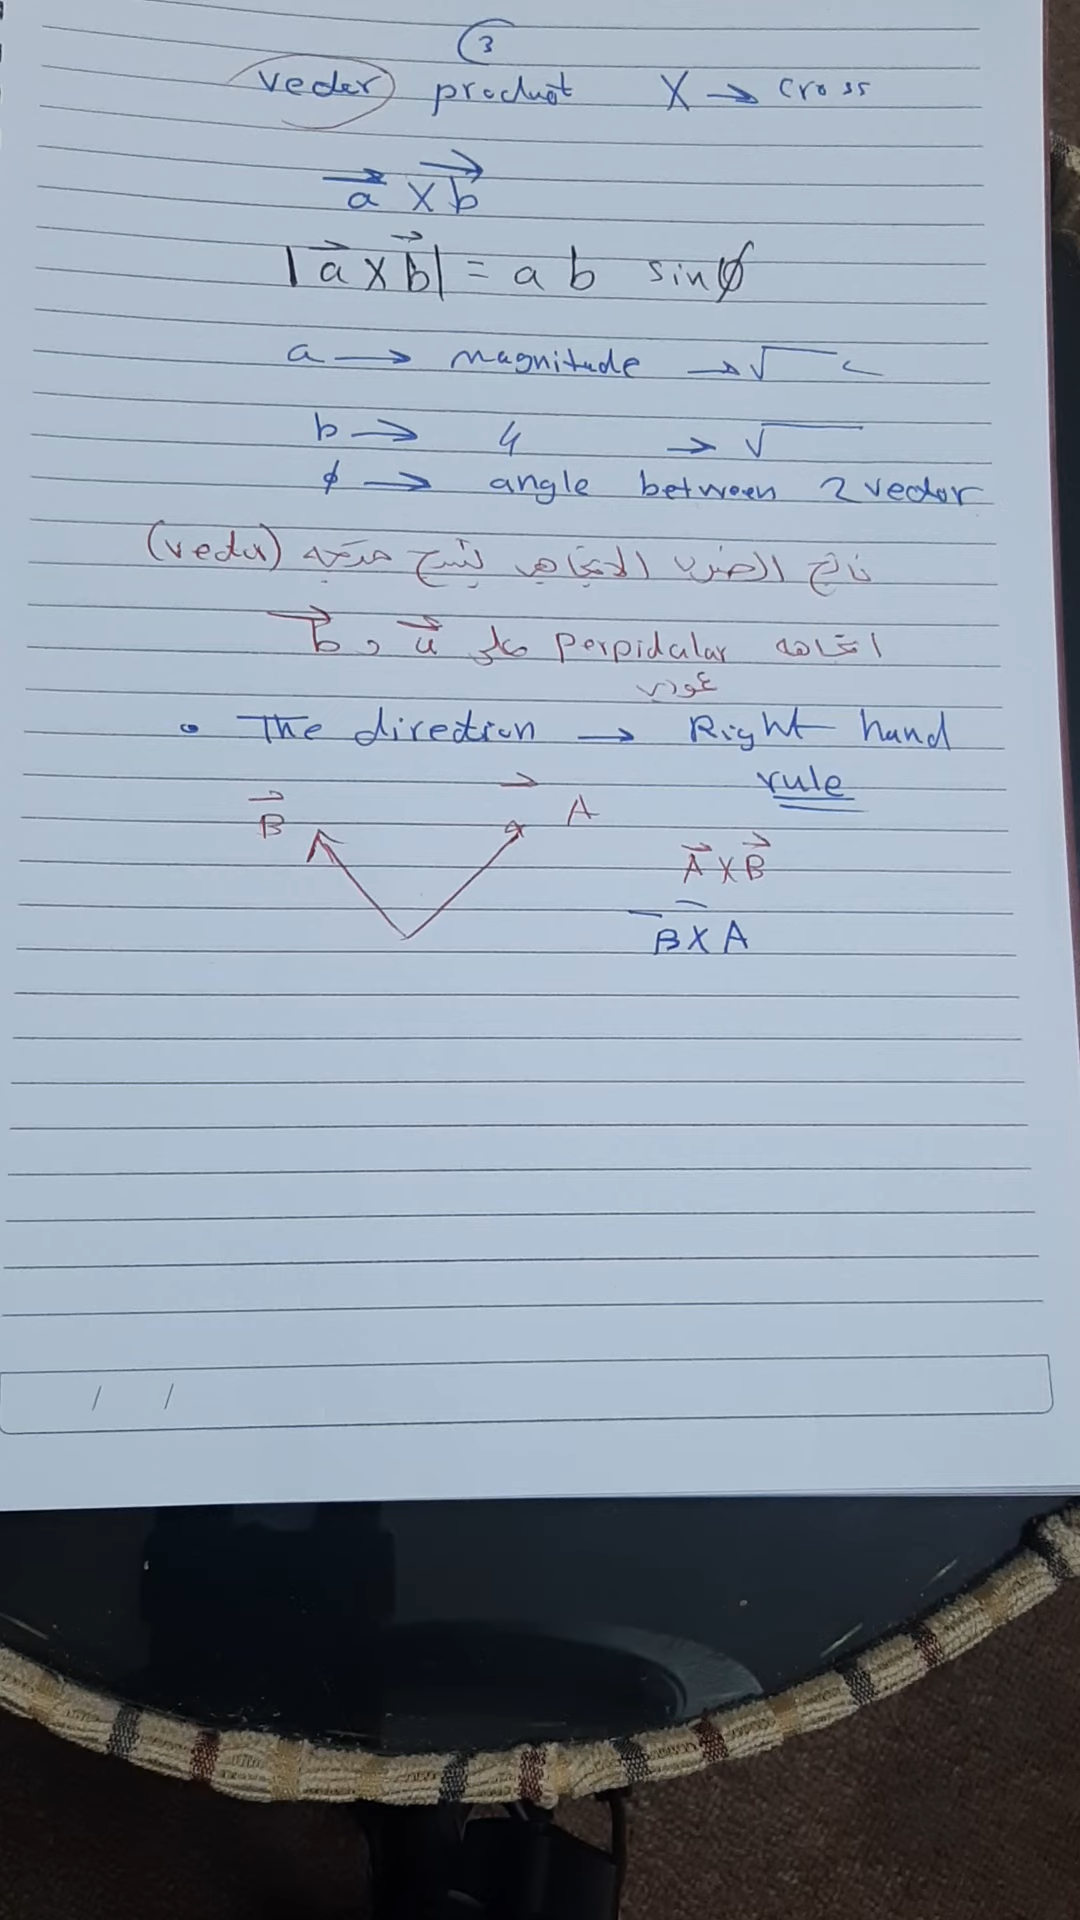 3
vector product X → cross
a × b
|a × b| = a b sin ϕ
a → magnitude → √
b → 4 → √
ϕ → angle between 2 vector
ناتج الضرب الاتجاهي ينتج متجه (vector)
اتجاهه perpidalar على a و b
عمودي
• The direction → Right hand
rule
B A
A × B
B × A
/ /